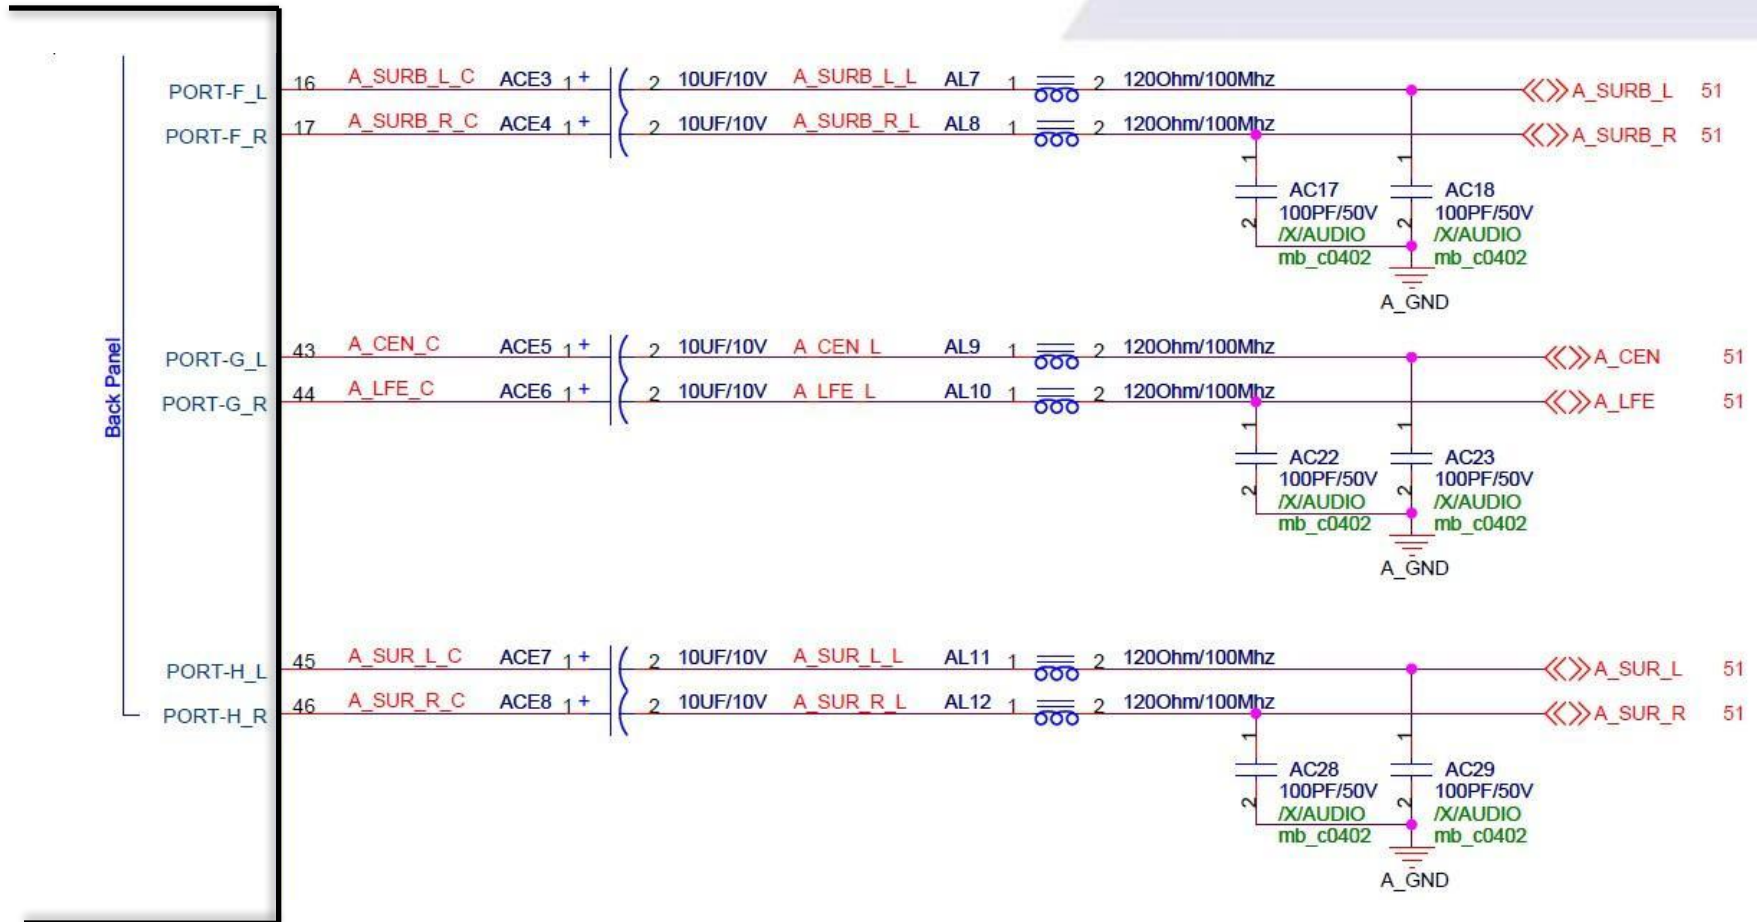 PORT-F_L 16 A_SURB_L_C ACE3 1 + 2 10UF/10V A_SURB_L_L AL7 1 2 120Ohm/100Mhz A_SURB_L 51
PORT-F_R 17 A_SURB_R_C ACE4 1 + 2 10UF/10V A_SURB_R_L AL8 1 2 120Ohm/100Mhz A_SURB_R 51
1 1
AC17 AC18
100PF/50V 100PF/50V
2 2
/X/AUDIO /X/AUDIO
mb_c0402 mb_c0402
A_GND
Back Panel
PORT-G_L 43 A_CEN_C ACE5 1 + 2 10UF/10V A_CEN_L AL9 1 2 120Ohm/100Mhz A_CEN 51
PORT-G_R 44 A_LFE_C ACE6 1 + 2 10UF/10V A_LFE_L AL10 1 2 120Ohm/100Mhz A_LFE 51
1 1
AC22 AC23
100PF/50V 100PF/50V
2 2
/X/AUDIO /X/AUDIO
mb_c0402 mb_c0402
A_GND
PORT-H_L 45 A_SUR_L_C ACE7 1 + 2 10UF/10V A_SUR_L_L AL11 1 2 120Ohm/100Mhz A_SUR_L 51
PORT-H_R 46 A_SUR_R_C ACE8 1 + 2 10UF/10V A_SUR_R_L AL12 1 2 120Ohm/100Mhz A_SUR_R 51
1 1
AC28 AC29
100PF/50V 100PF/50V
2 2
/X/AUDIO /X/AUDIO
mb_c0402 mb_c0402
A_GND